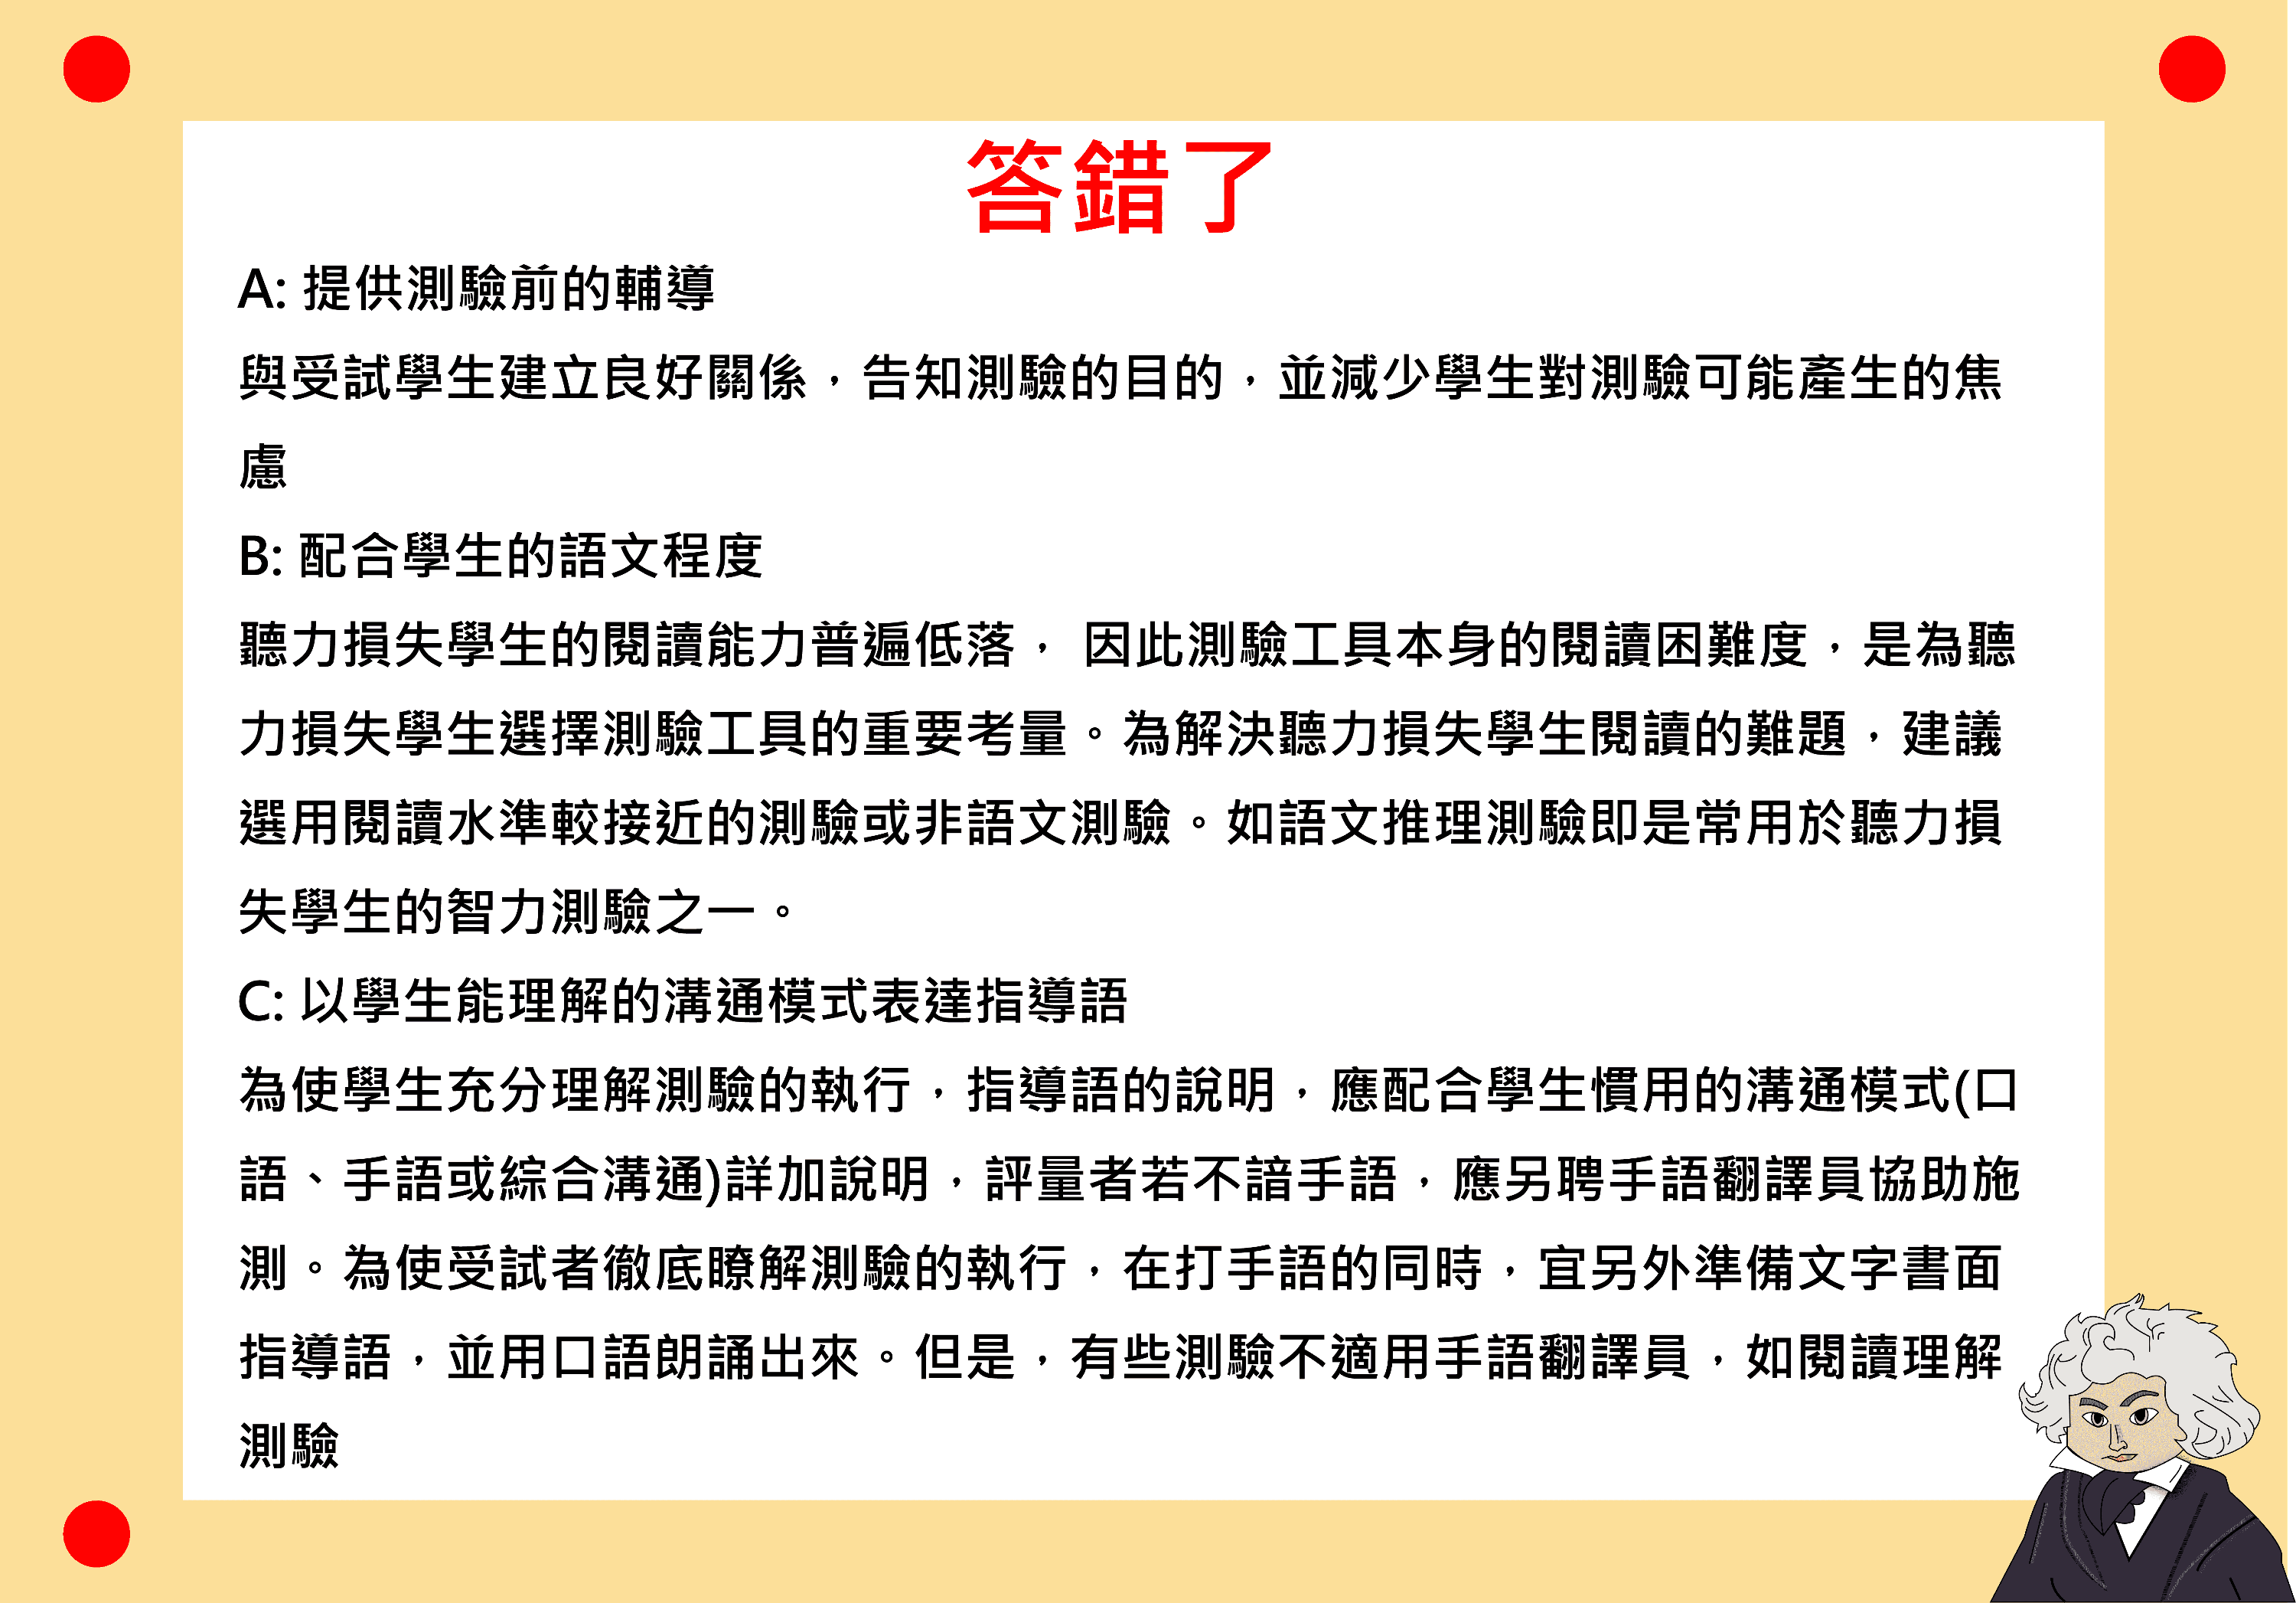 答錯了
A: 提供測驗前的輔導
與受試學生建立良好關係，告知測驗的目的，並減少學生對測驗可能產生的焦
慮
B: 配合學生的語文程度
聽力損失學生的閱讀能力普遍低落， 因此測驗工具本身的閱讀困難度，是為聽
力損失學生選擇測驗工具的重要考量。為解決聽力損失學生閱讀的難題，建議
選用閱讀水準較接近的測驗或非語文測驗。如語文推理測驗即是常用於聽力損
失學生的智力測驗之一。
C: 以學生能理解的溝通模式表達指導語
為使學生充分理解測驗的執行，指導語的說明，應配合學生慣用的溝通模式(口
語、手語或綜合溝通)詳加說明，評量者若不諳手語，應另聘手語翻譯員協助施
測。為使受試者徹底瞭解測驗的執行，在打手語的同時，宜另外準備文字書面
指導語，並用口語朗誦出來。但是，有些測驗不適用手語翻譯員，如閱讀理解
測驗